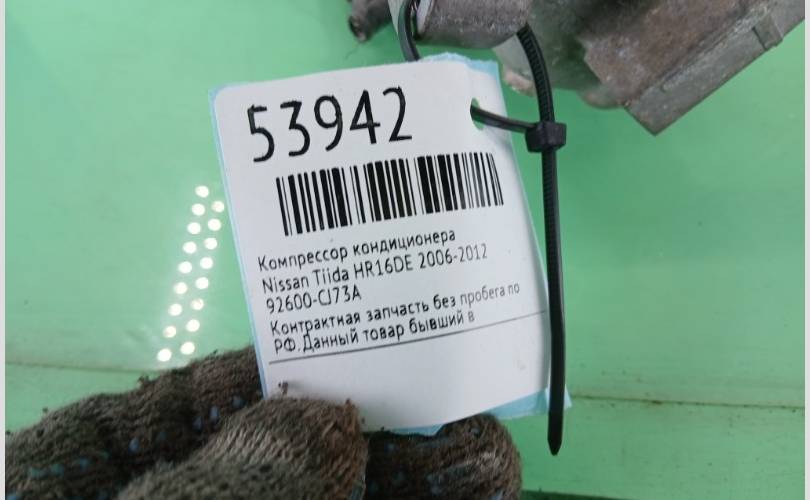 53942
Компрессор кондиционера
Nissan Tiida HR16DE 2006-2012
92600-CJ73A
Контрактная запчасть без пробега по
РФ.Данный товар бывший в